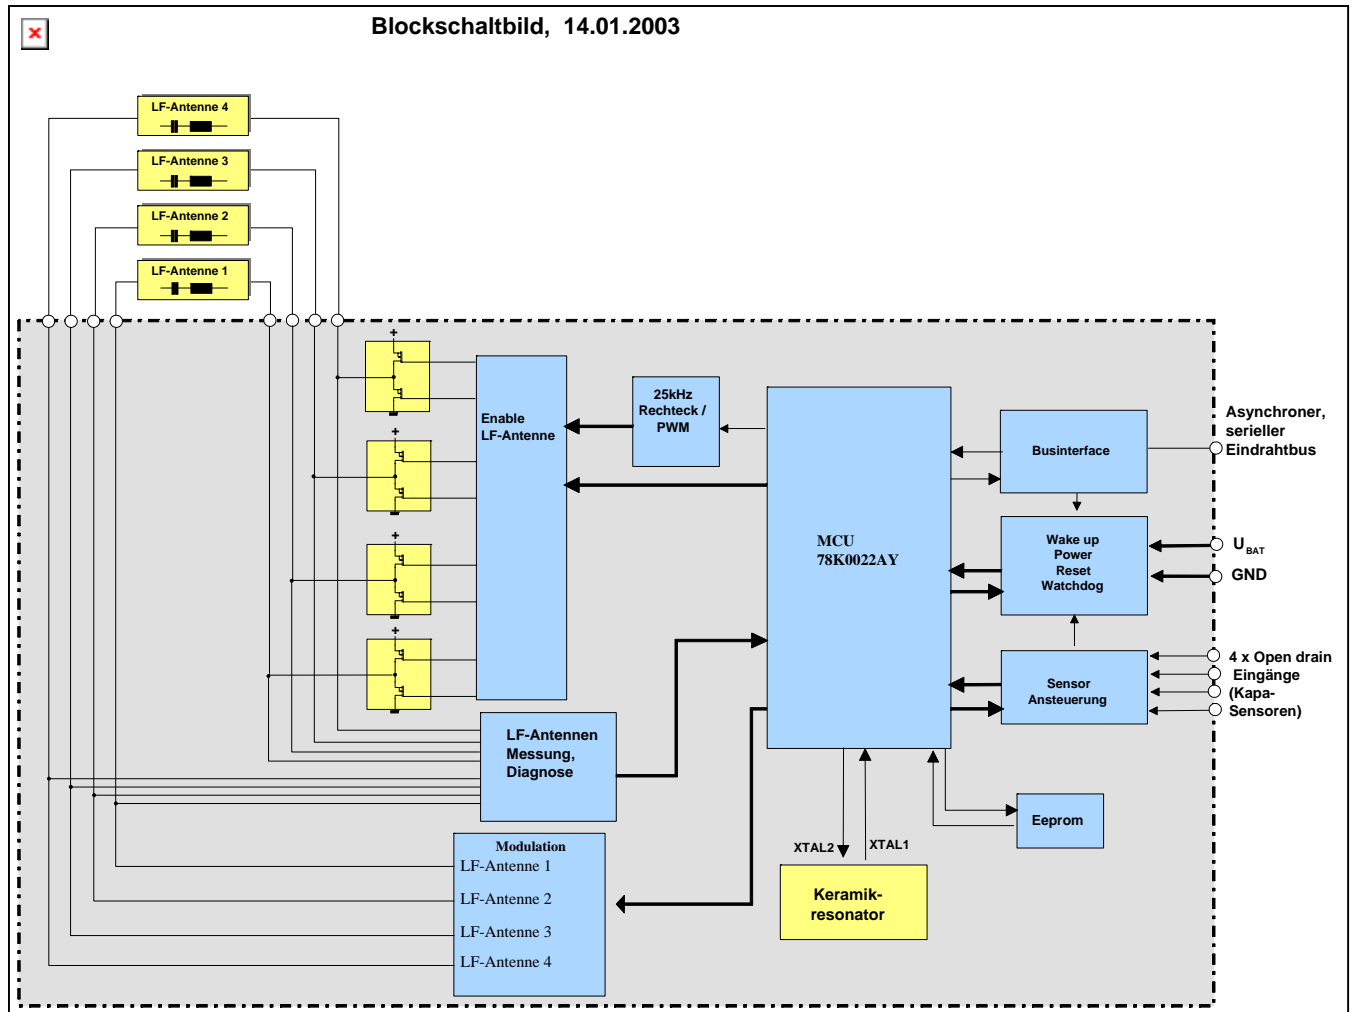 Blockschaltbild, 14.01.2003
LF-Antenne 4
LF-Antenne 3
LF-Antenne 2
LF-Antenne 1
+
+
+
+
Enable
LF-Antenne
25kHz
Rechteck /
PWM
MCU
78K0022AY
Businterface
Asynchroner,
serieller
Eindrahtbus
Wake up
Power
Reset
Watchdog
U BAT
GND
Sensor
Ansteuerung
4 x Open drain
Eingänge
(Kapa-
Sensoren)
LF-Antennen
Messung,
Diagnose
Eeprom
XTAL2
XTAL1
Keramik-
resonator
Modulation
LF-Antenne 1
LF-Antenne 2
LF-Antenne 3
LF-Antenne 4